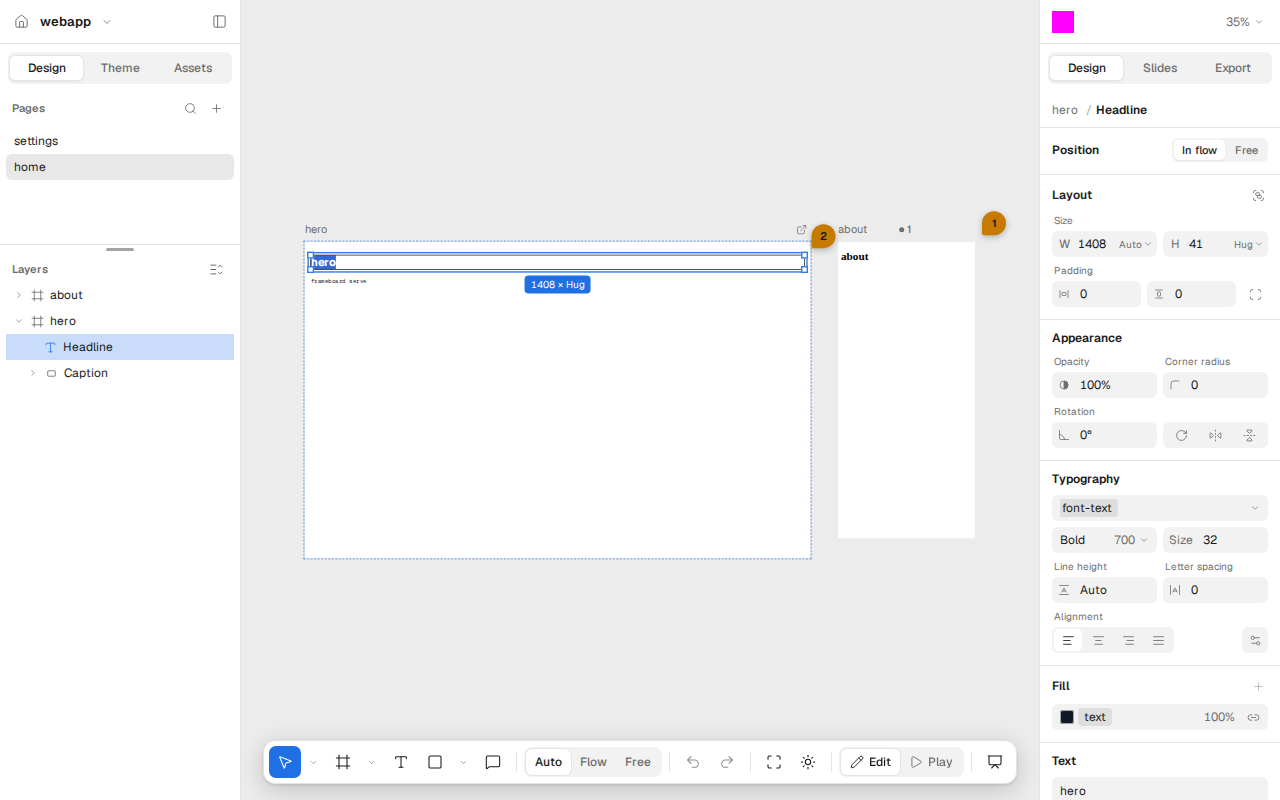 webapp
35%
Design
Theme
Assets
Design
Slides
Export
Pages
hero / Headline
settings
home
Position
In flow
Free
Layout
Size
W 1408 Auto
H 41 Hug
Padding
0
0
hero
2
about
1
1
hero
frameboard serve
1408 × Hug
about
Layers
about
hero
Headline
Caption
Appearance
Opacity
Corner radius
100%
0
Rotation
0°
Typography
font-text
Bold 700
Size 32
Line height
Letter spacing
Auto
0
Alignment
Fill
text 100%
Text
hero
Auto
Flow
Free
Edit
Play